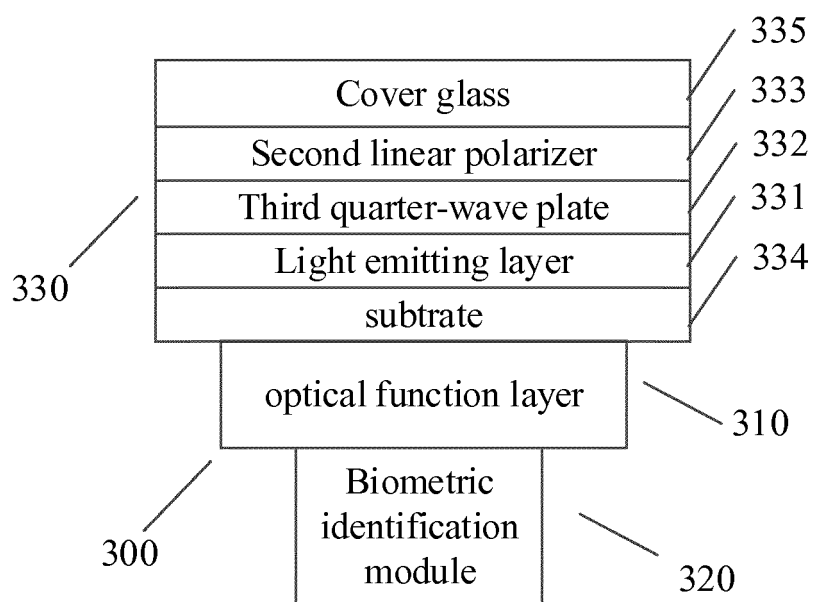 335
Cover glass
333
Second linear polarizer
332
Third quarter-wave plate
331
Light emitting layer
334
330
subtrate
optical function layer
310
300
Biometric
identification
module
320